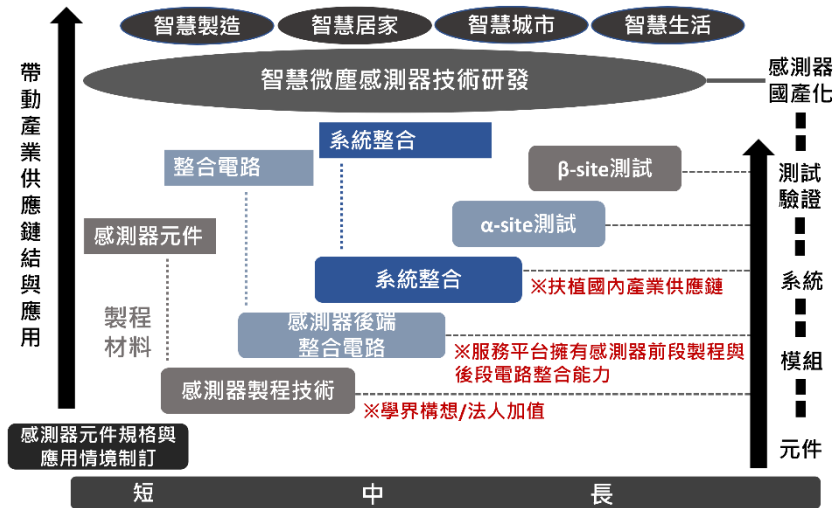 智慧製造
智慧居家
智慧城市
智慧生活
智慧微塵感測器技術研發
感測器
國產化
帶動產業供應鏈結與應用
系統整合
整合電路
β-site測試
測試
驗證
感測器元件
α-site測試
系統整合
系統
※扶植國內產業供應鏈
製程
材料
感測器後端
整合電路
※服務平台擁有感測器前段製程與
後段電路整合能力
模組
感測器製程技術
※學界構想/法人加值
感測器元件規格與
應用情境制訂
元件
短
中
長